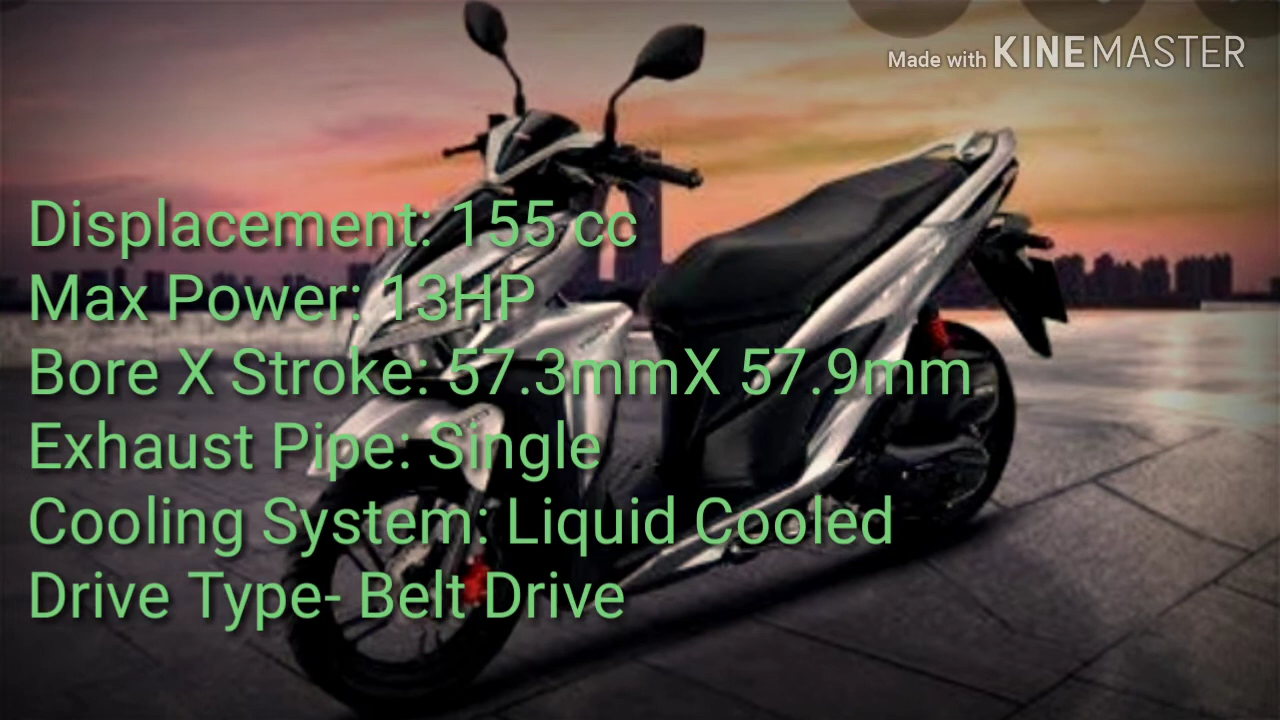 Made with KINEMASTER
Displacement: 155 cc
Max Power: 13HP
Bore X Stroke: 57.3mmX 57.9mm
Exhaust Pipe: Single
Cooling System: Liquid Cooled
Drive Type- Belt Drive